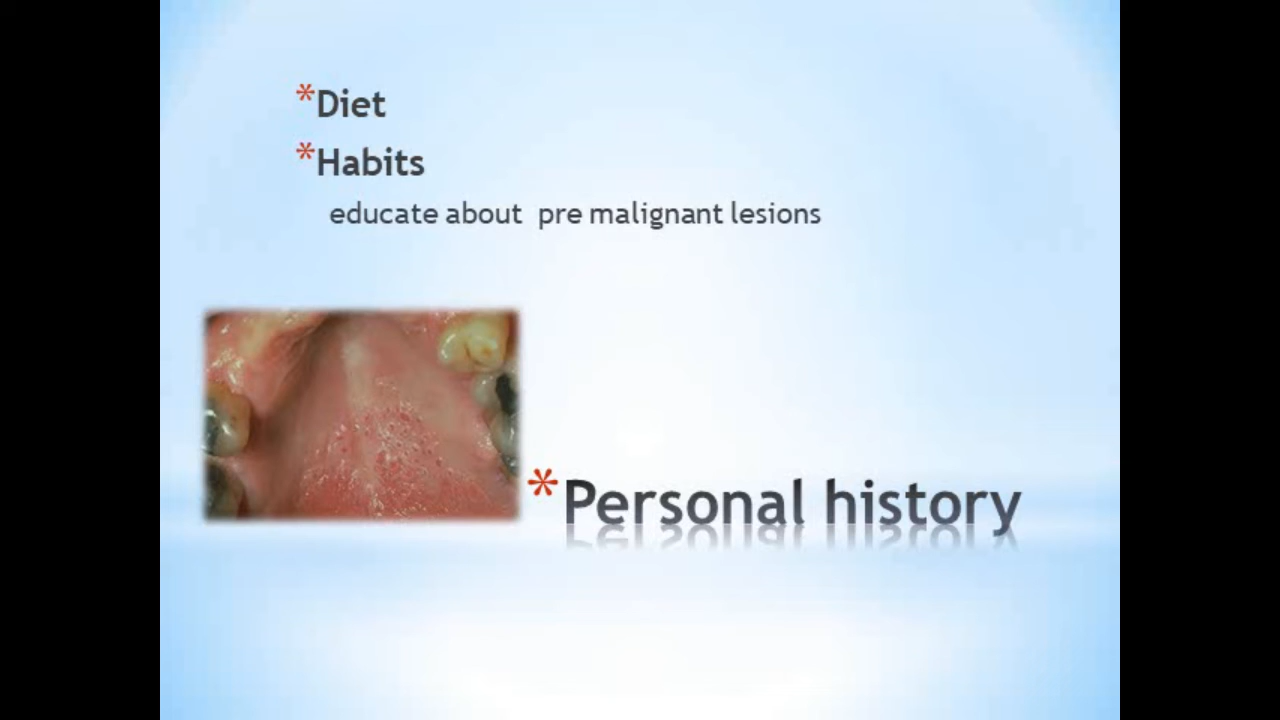 *Diet
*Habits
educate about pre malignant lesions
*Personal history